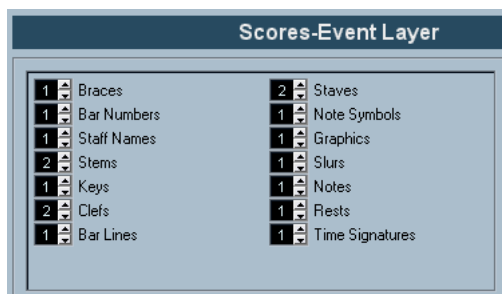 Scores-Event Layer
1 Braces
1 Bar Numbers
1 Staff Names
2 Stems
1 Keys
2 Clefs
1 Bar Lines
2 Staves
1 Note Symbols
1 Graphics
1 Slurs
1 Notes
1 Rests
1 Time Signatures